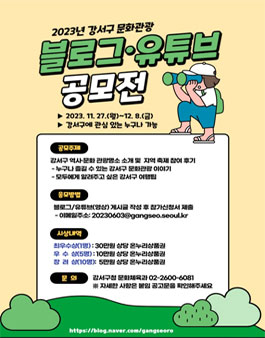 2023년 강서구 문화관광
블로그·유튜브
공모전
▶ 2023. 11. 27.(월)~12. 8.(금)
▶ 강서구에 관심 있는 누구나 가능
공모주제
강서구 역사·문화 관광명소 소개 및 지역 축제 참여 후기
- 누구나 즐길 수 있는 강서구 문화관광 이야기
- 모두에게 알려주고 싶은 강서구 여행팁
응모방법
블로그/유튜브(영상) 게시글 작성 후 참가신청서 제출
- 이메일주소: 20230603@gangseo.seoul.kr
시상내역
최우수상(1명) : 30만원 상당 온누리상품권
우 수 상(5명) : 10만원 상당 온누리상품권
장 려 상(10명): 5만원 상당 온누리상품권
문 의 강서구청 문화체육과 02-2600-6081
※ 자세한 사항은 붙임 공고문을 확인해주세요
https://blog.naver.com/gangseoro